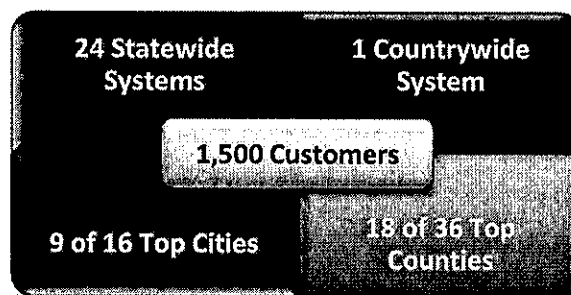 24 Statewide
Systems
1 Countrywide
System
1,500 Customers
9 of 16 Top Cities
18 of 36 Top
Counties